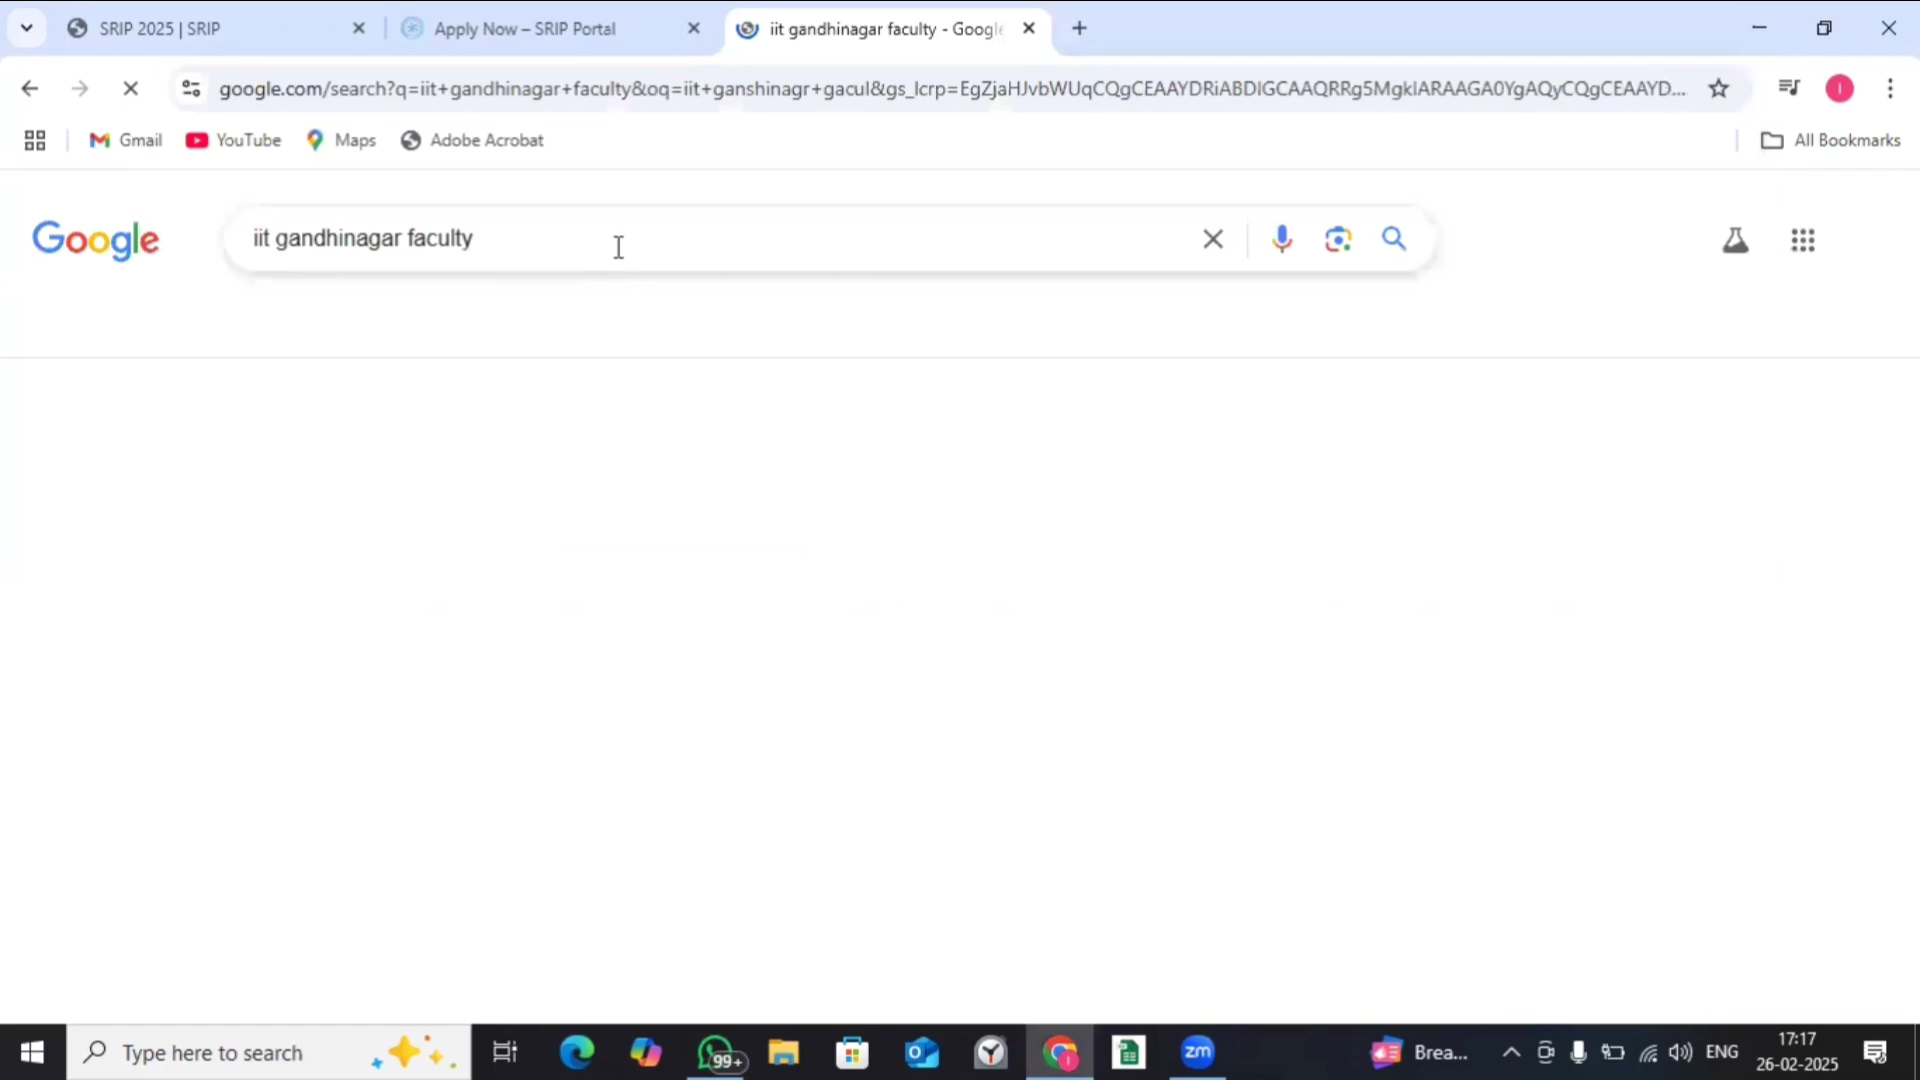 SRIP 2025 | SRIP
Apply Now – SRIP Portal
iit gandhinagar faculty - Googl
google.com/search?q=iit+gandhinagar+faculty&oq=iit+ganshinagr+gacul&gs_lcrp=EgZjaHJvbWUqCQgCEAAYDRiABDIGCAAQRRg5MgkIARAAGA0YgAQyCQgCEAAYD...
Gmail
YouTube
Maps
Adobe Acrobat
All Bookmarks
Google
iit gandhinagar faculty
Type here to search
99+
zm
Brea...
ENG
17:17
26-02-2025